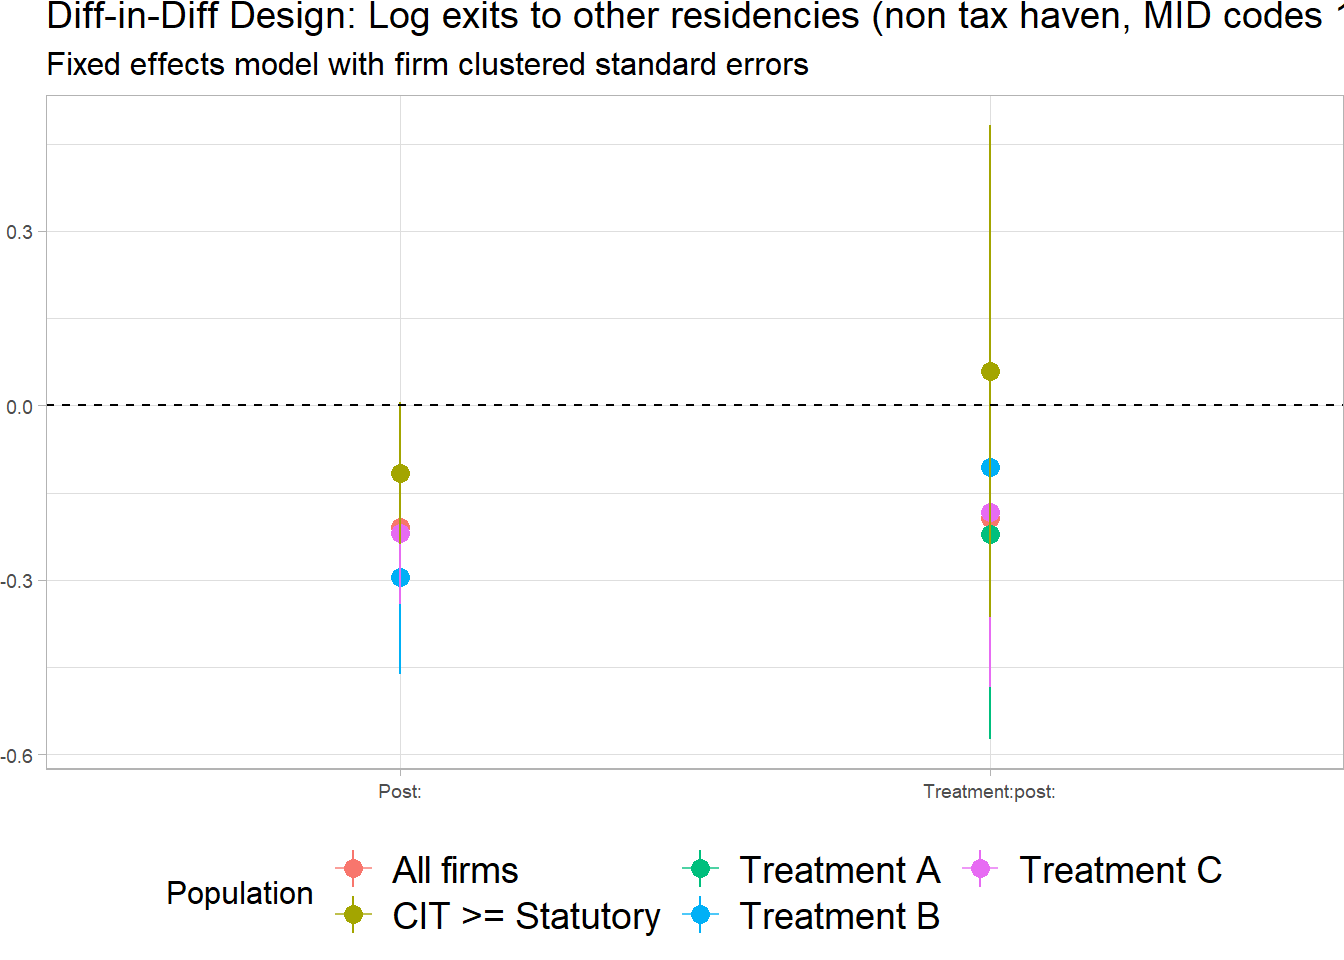 Diff-in-Diff Design: Log exits to other residencies (non tax haven, MID codes 1
Fixed effects model with firm clustered standard errors
0.3
0.0
-0.3
-0.6
Post:
Treatment:post:
Population
All firms
Treatment A
Treatment C
CIT >= Statutory
Treatment B